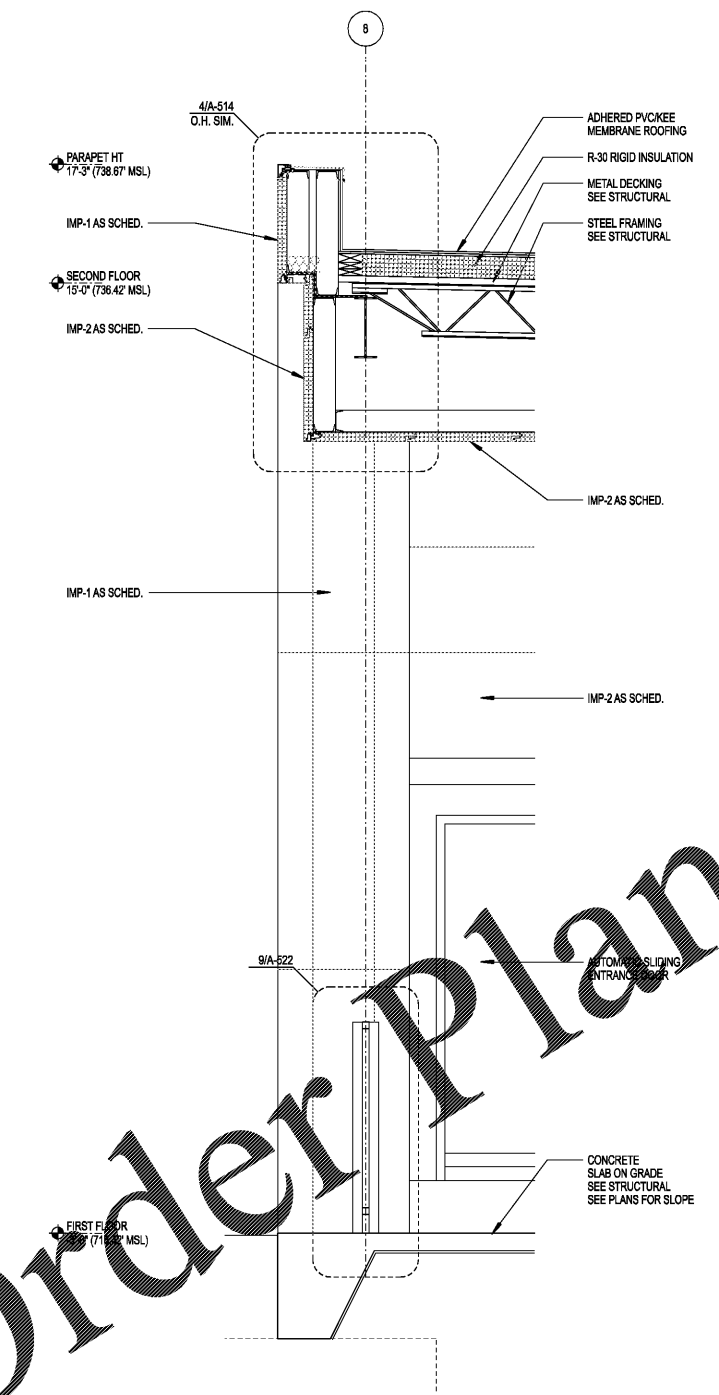 8
4/A-514
O.H. SIM.
ADHERED PVC/KEE
MEMBRANE ROOFING
PARAPET HT
17'-3" (738.67' MSL)
R-30 RIGID INSULATION
METAL DECKING
SEE STRUCTURAL
IMP-1 AS SCHED.
STEEL FRAMING
SEE STRUCTURAL
SECOND FLOOR
15'-0" (736.42' MSL)
IMP-2 AS SCHED.
IMP-2 AS SCHED.
IMP-1 AS SCHED.
IMP-2 AS SCHED.
9/A-522
AUTOMATIC SLIDING
ENTRANCE DOOR
CONCRETE
SLAB ON GRADE
SEE STRUCTURAL
SEE PLANS FOR SLOPE
FIRST FLOOR
MSL)
Order Plan